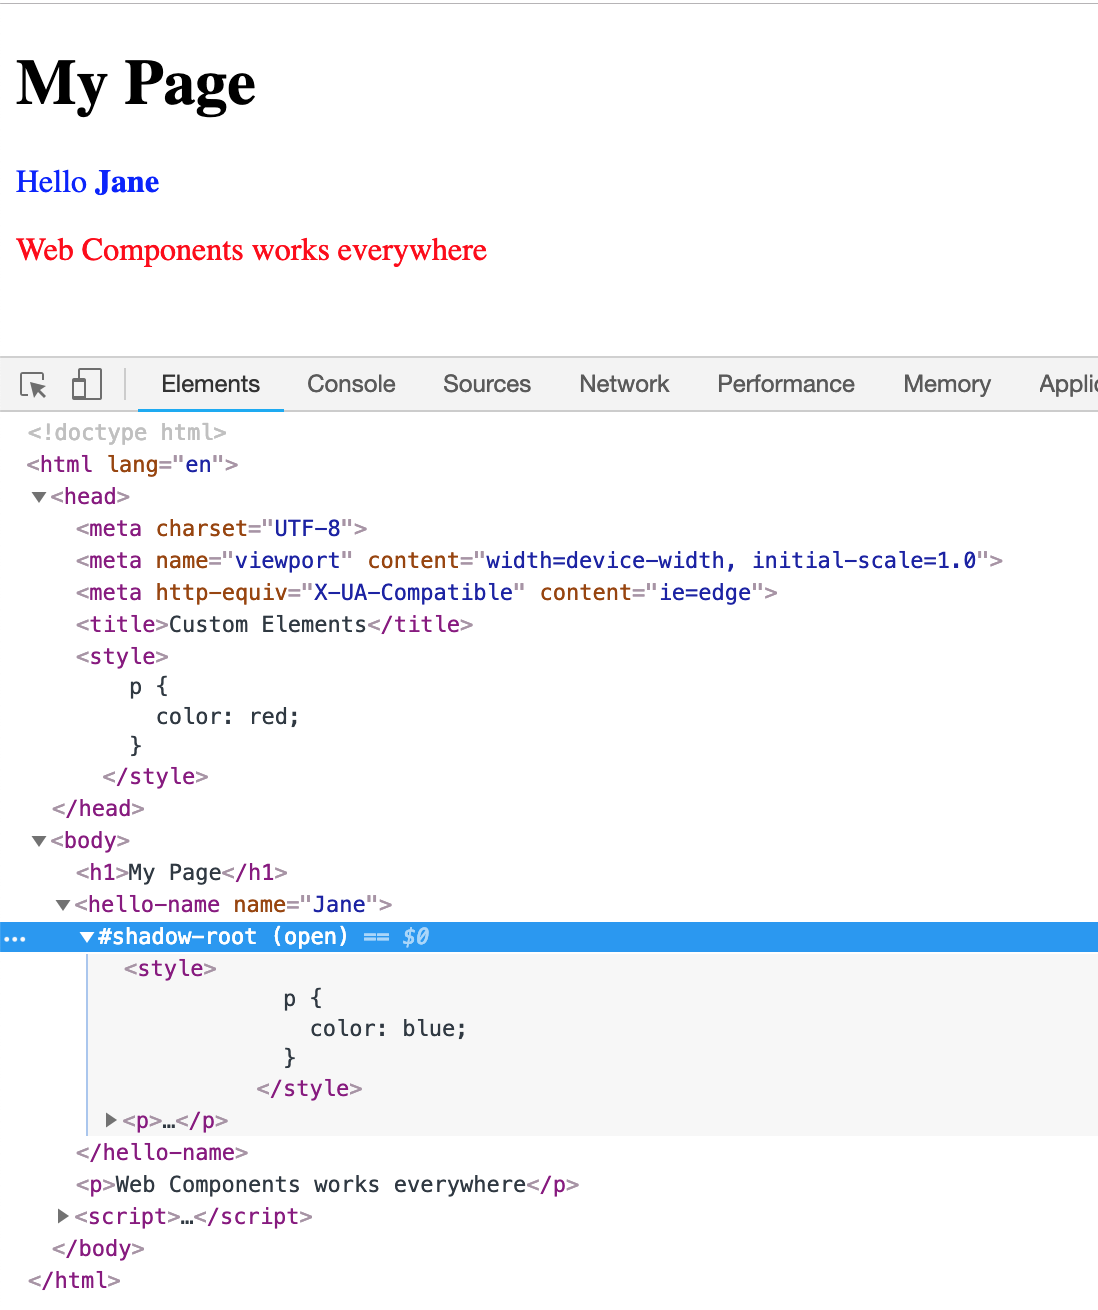 My Page
Hello Jane
Web Components works everywhere
Elements Console Sources Network Performance Memory Applic
<!doctype html>
<html lang="en">
▼<head>
<meta charset="UTF-8">
<meta name="viewport" content="width=device-width, initial-scale=1.0">
<meta http-equiv="X-UA-Compatible" content="ie=edge">
<title>Custom Elements</title>
<style>
p {
color: red;
}
</style>
</head>
▼<body>
<h1>My Page</h1>
▼<hello-name name="Jane">
… ▼#shadow-root (open) == $0
<style>
p {
color: blue;
}
</style>
▶<p>…</p>
</hello-name>
<p>Web Components works everywhere</p>
▶<script>…</script>
</body>
</html>